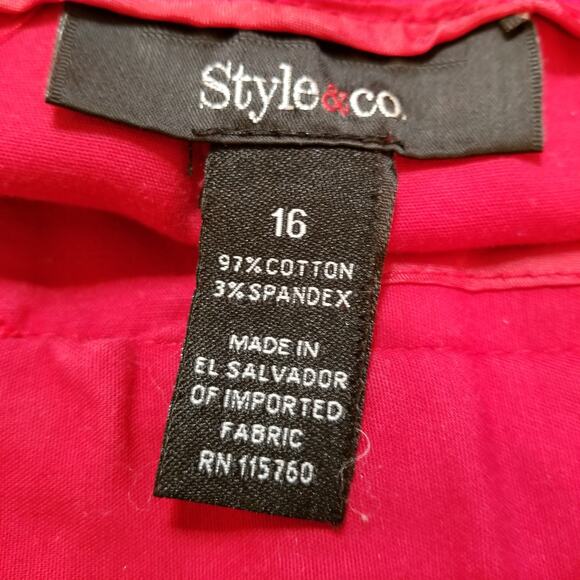 Style&co.
16
97%COTTON
3%SPANDEX
MADE IN
EL SALVADOR
OF IMPORTED
FABRIC
RN 115760